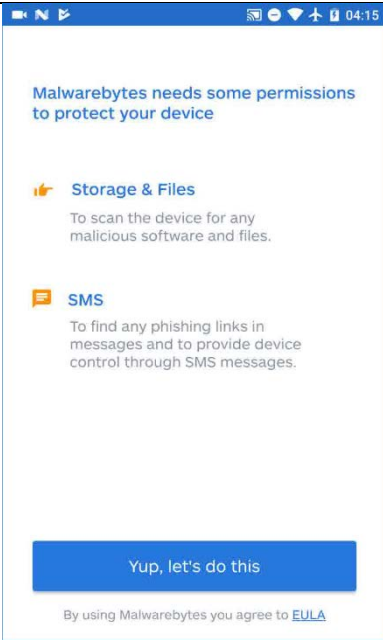 04:15
Malwarebytes needs some permissions
to protect your device
Storage & Files
To scan the device for any
malicious software and files.
SMS
To find any phishing links in
messages and to provide device
control through SMS messages.
Yup, let's do this
By using Malwarebytes you agree to EULA